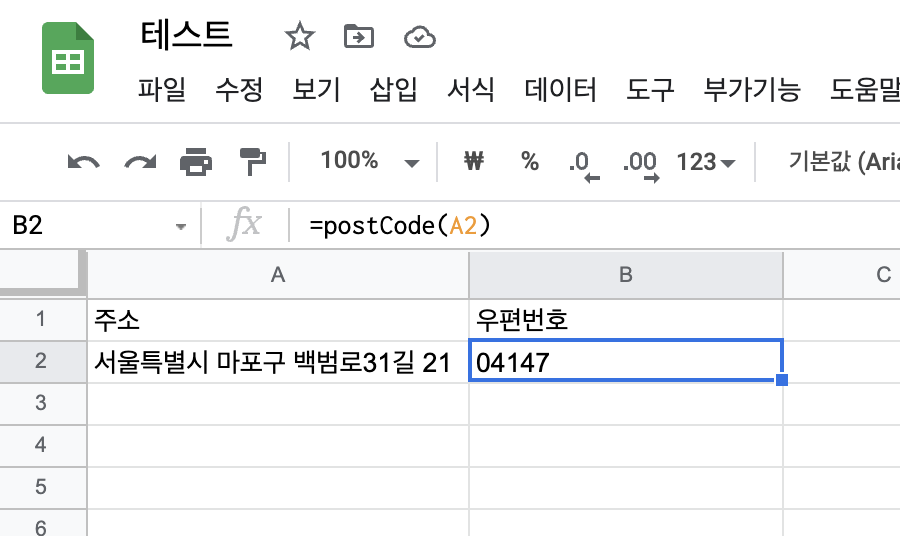 테스트
파일 수정 보기 삽입 서식 데이터 도구 부가기능 도움말
100% ₩ % .0 .00 123 기본값 (Aria
B2 fx =postCode(A2)
A B C
1 주소 우편번호
2 서울특별시 마포구 백범로31길 21 04147
3
4
5
6